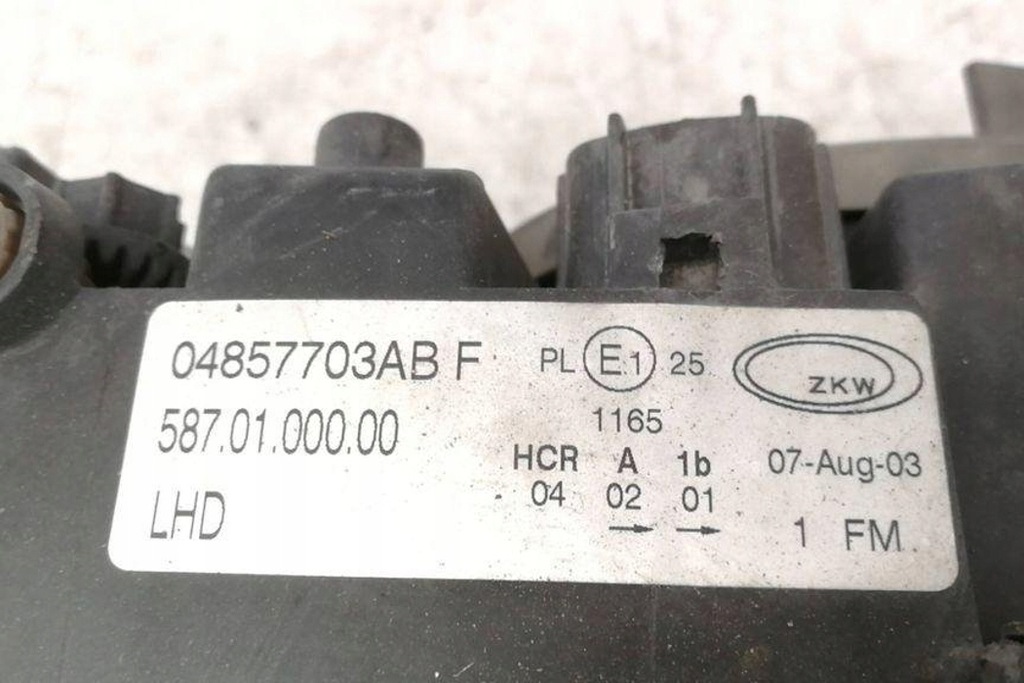 04857703AB F
587.01.000.00
LHD
PL E1 25
1165
HCR A 1b
04 02 01
ZKW
07-Aug-03
1 FM